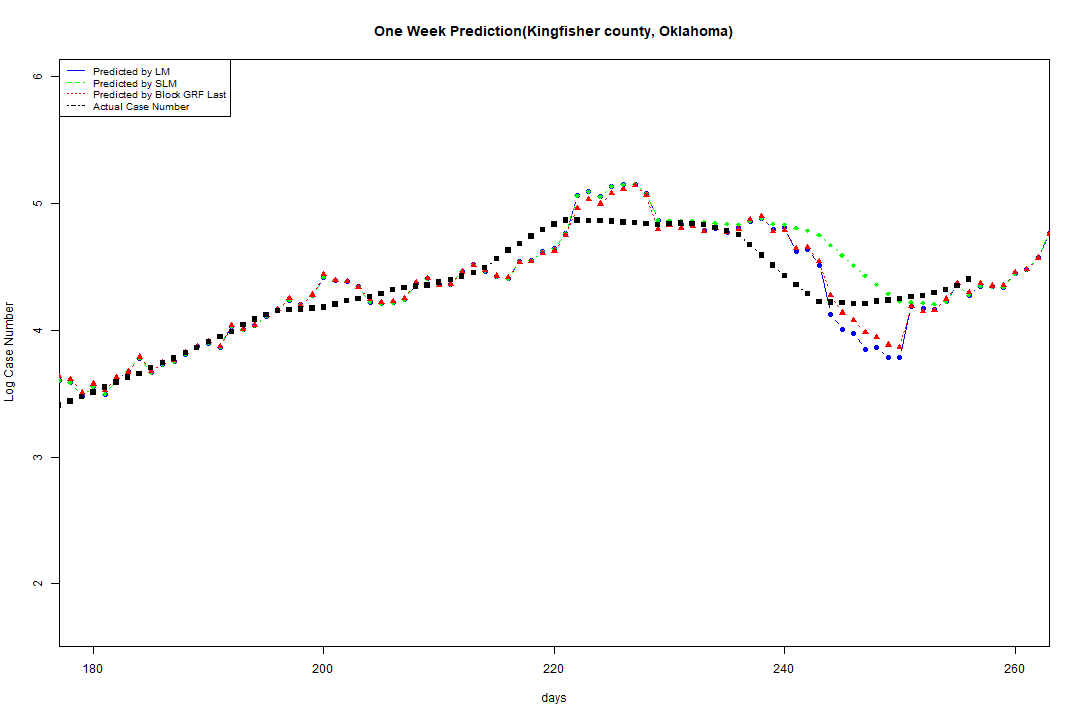 One Week Prediction(Kingfisher county, Oklahoma)
Predicted by LM
Predicted by SLM
Predicted by Block GRF Last
Actual Case Number
6
5
4
3
2
Log Case Number
180
200
220
240
260
days